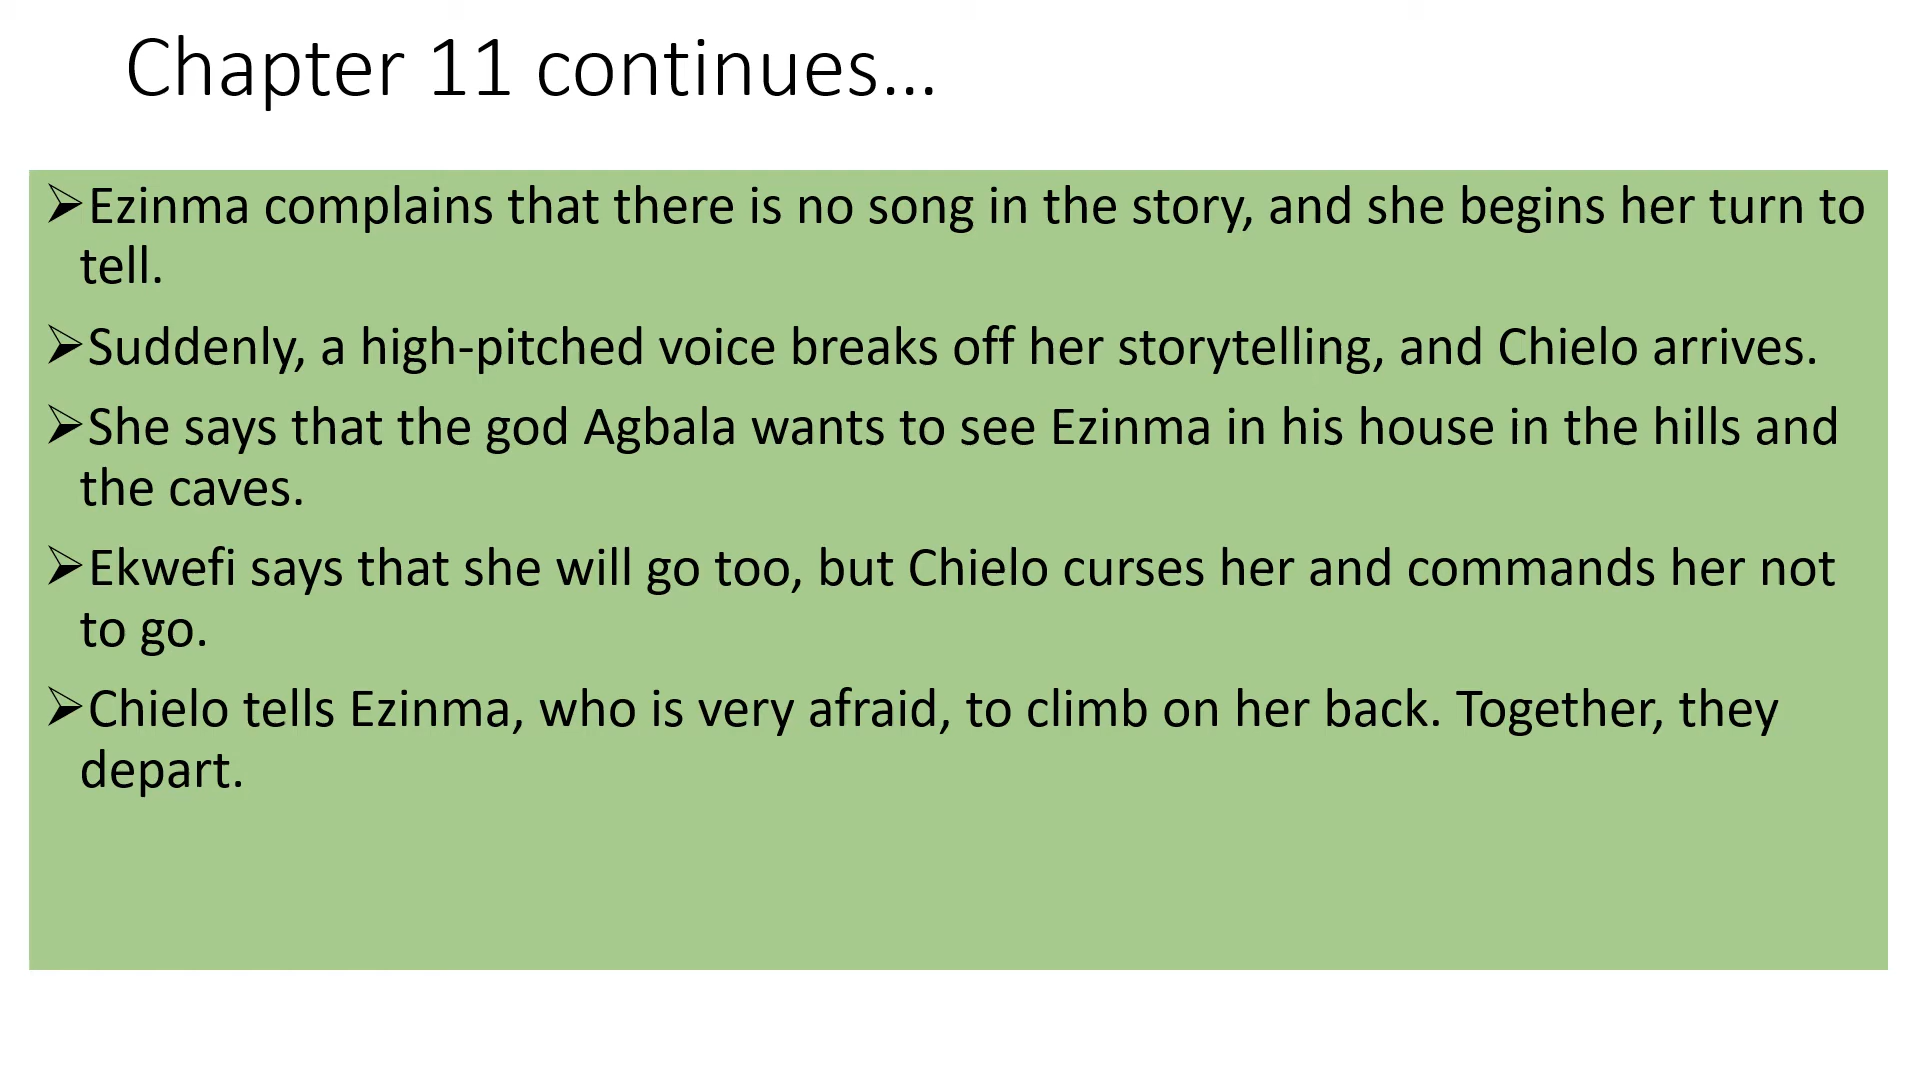 Chapter 11 continues…
➢Ezinma complains that there is no song in the story, and she begins her turn to
tell.
➢Suddenly, a high-pitched voice breaks off her storytelling, and Chielo arrives.
➢She says that the god Agbala wants to see Ezinma in his house in the hills and
the caves.
➢Ekwefi says that she will go too, but Chielo curses her and commands her not
to go.
➢Chielo tells Ezinma, who is very afraid, to climb on her back. Together, they
depart.